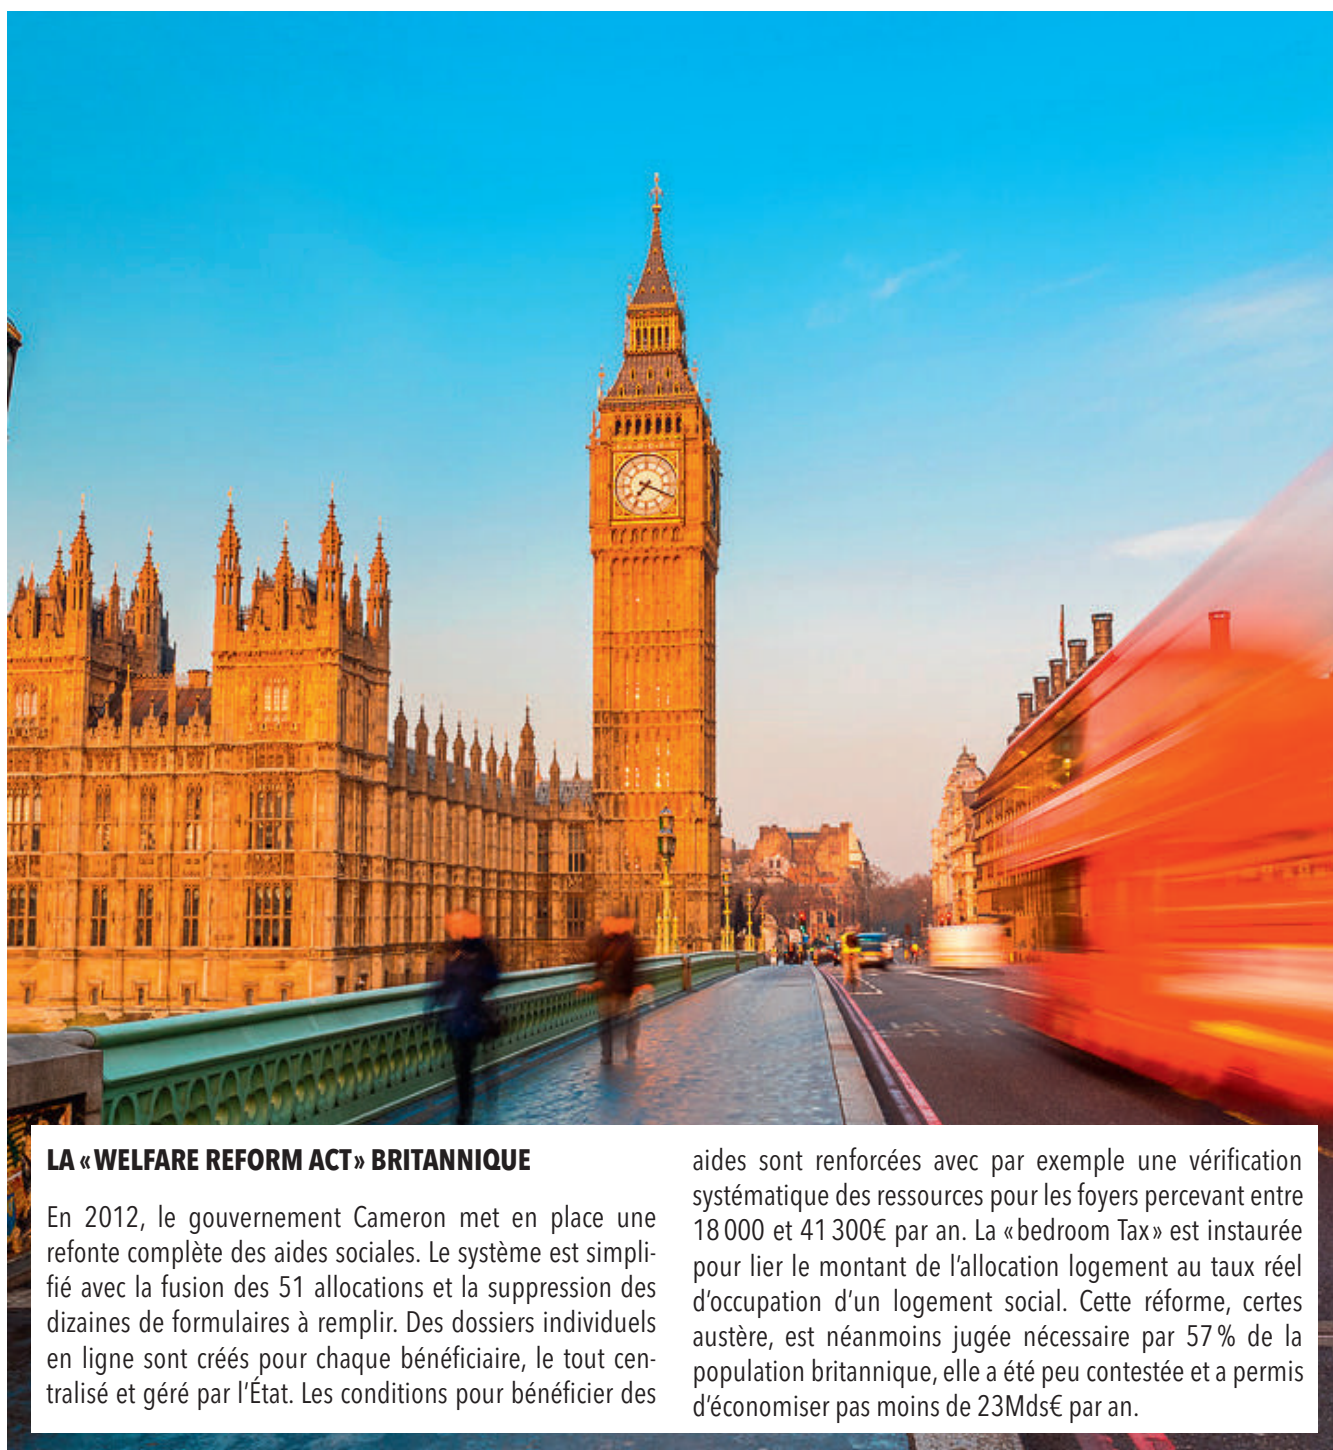 LA «WELFARE REFORM ACT» BRITANNIQUE
En 2012, le gouvernement Cameron met en place une
refonte complète des aides sociales. Le système est simpli-
fié avec la fusion des 51 allocations et la suppression des
dizaines de formulaires à remplir. Des dossiers individuels
en ligne sont créés pour chaque bénéficiaire, le tout cen-
tralisé et géré par l’État. Les conditions pour bénéficier des
aides sont renforcées avec par exemple une vérification
systématique des ressources pour les foyers percevant entre
18 000 et 41 300€ par an. La «bedroom Tax» est instaurée
pour lier le montant de l’allocation logement au taux réel
d’occupation d’un logement social. Cette réforme, certes
austère, est néanmoins jugée nécessaire par 57 % de la
population britannique, elle a été peu contestée et a permis
d’économiser pas moins de 23Mds€ par an.